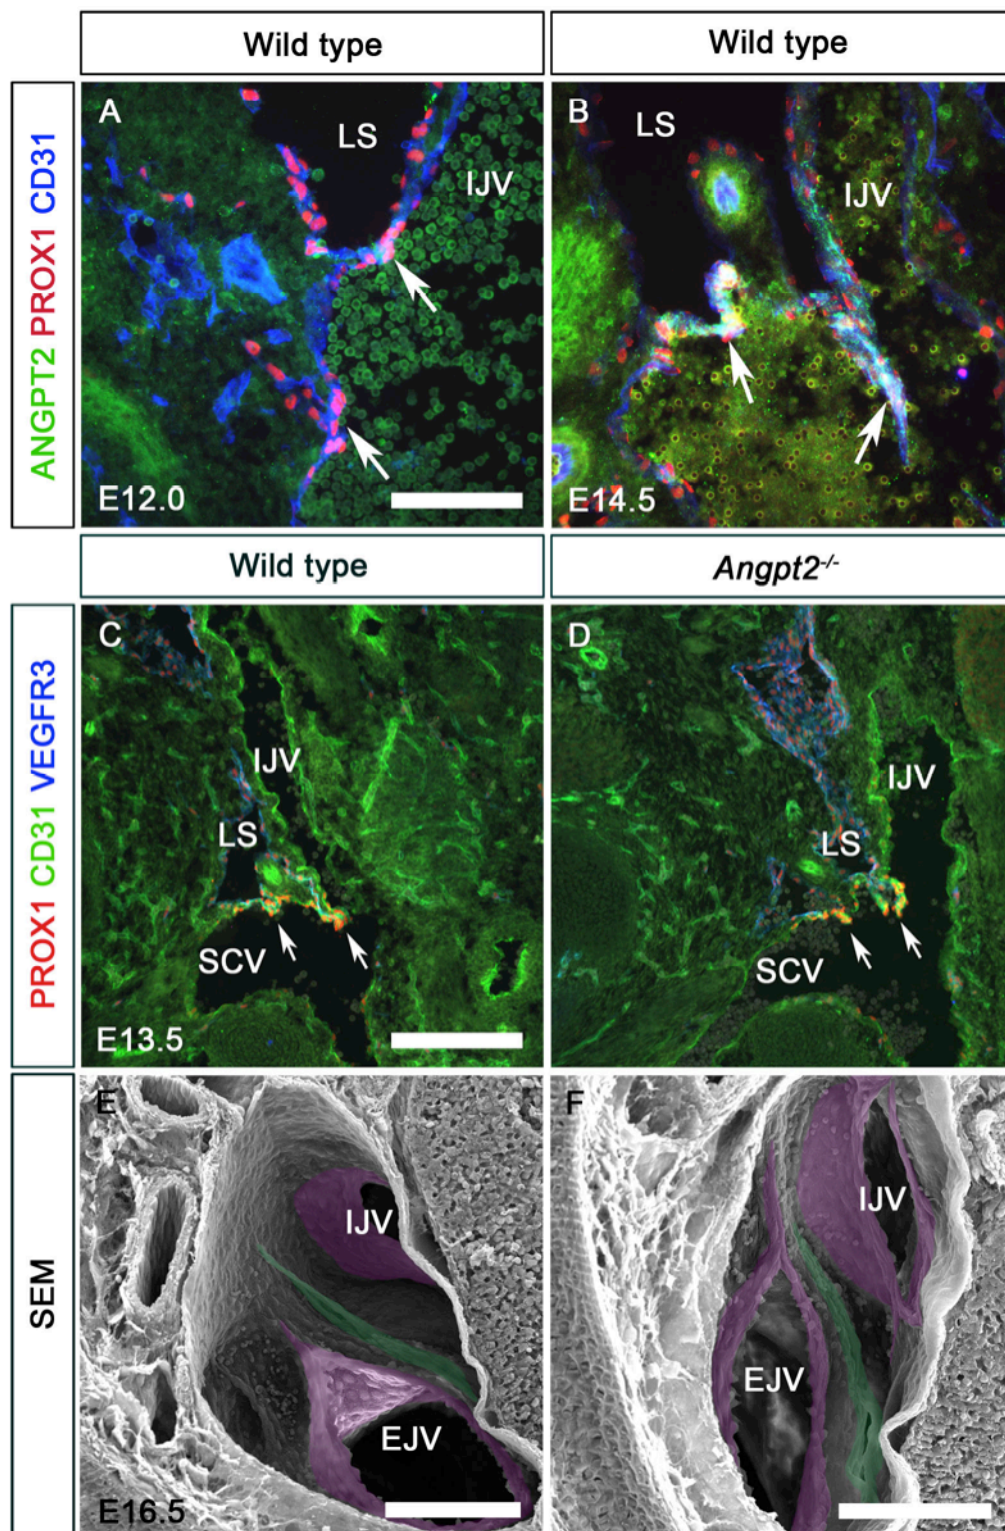 Wild type
Wild type
ANGPT2 PROX1 CD31
A
LS
IJV
E12.0
B
LS
IJV
E14.5
Wild type
Angpt2-/-
PROX1 CD31 VEGFR3
C
IJV
LS
SCV
E13.5
D
IJV
LS
SCV
SEM
E
IJV
EJV
E16.5
F
IJV
EJV